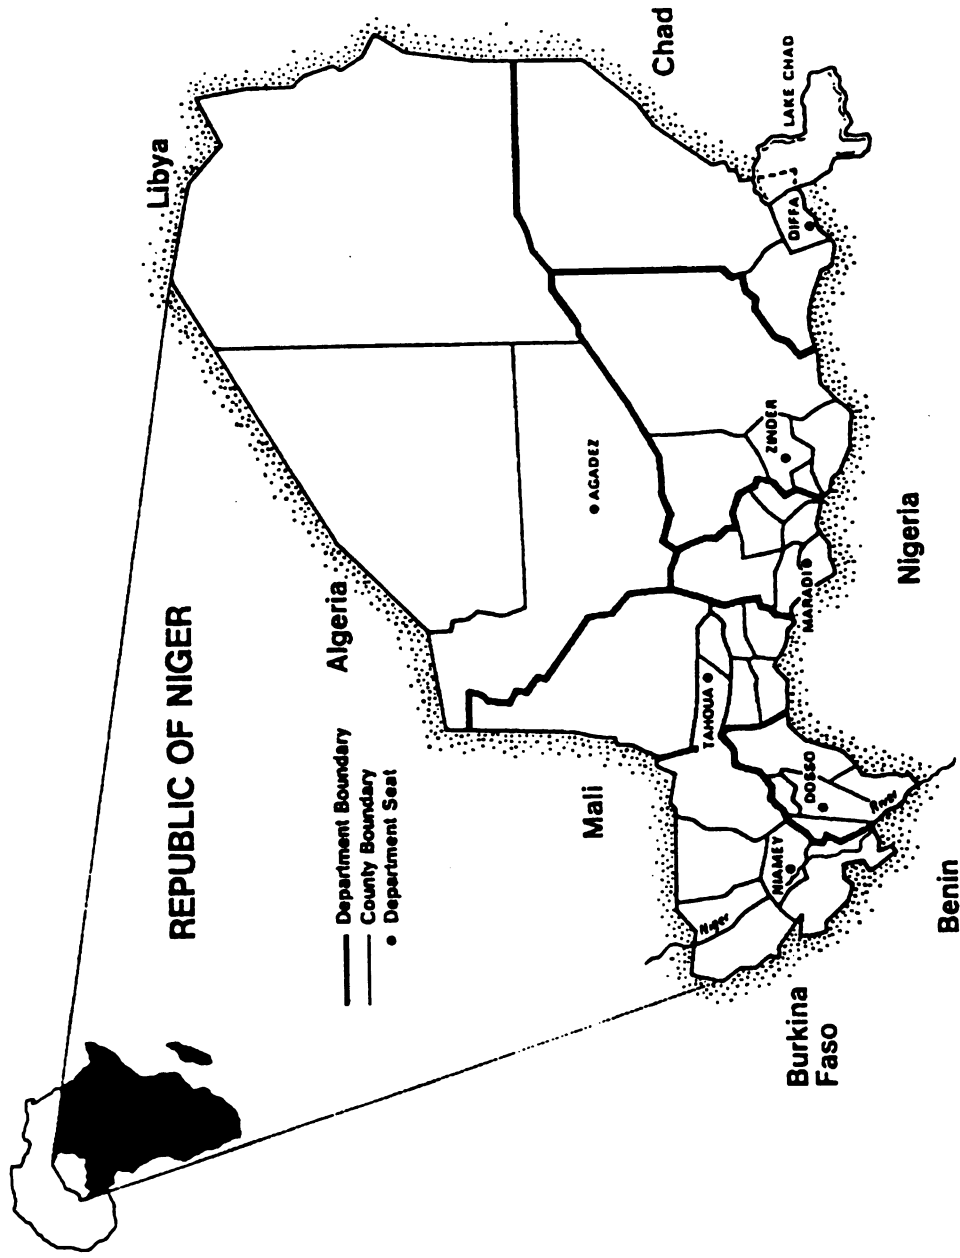 REPUBLIC OF NIGER
Department Boundary
County Boundary
Department Seat
Libya
Algeria
Mali
Chad
LAKE CHAD
DIFFA
AGADEZ
ZINDER
MARADI
TAHOUA
DOSSO
NIAMEY
Niger
River
Nigeria
Benin
Burkina
Faso